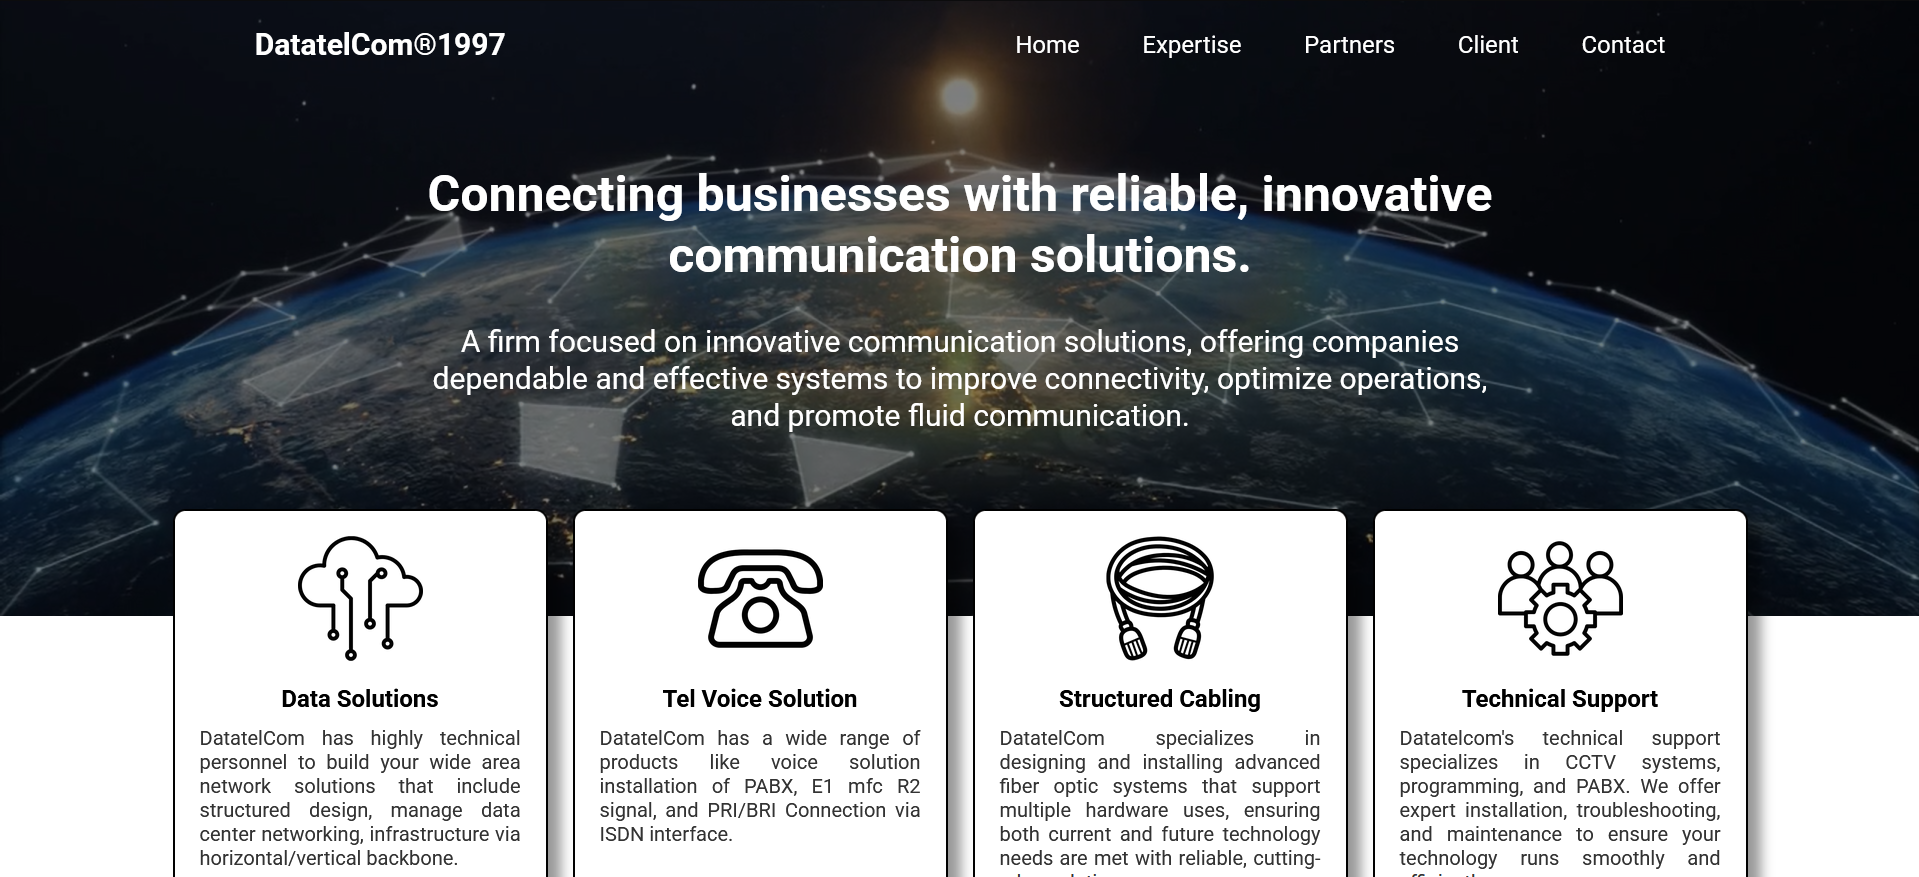 DatatelCom®1997
Home
Expertise
Partners
Client
Contact
Connecting businesses with reliable, innovative
communication solutions.
A firm focused on innovative communication solutions, offering companies
dependable and effective systems to improve connectivity, optimize operations,
and promote fluid communication.
Data Solutions
DatatelCom has highly technical
personnel to build your wide area
network solutions that include
structured design, manage data
center networking, infrastructure via
horizontal/vertical backbone.
Tel Voice Solution
DatatelCom has a wide range of
products like voice solution
installation of PABX, E1 mfc R2
signal, and PRI/BRI Connection via
ISDN interface.
Structured Cabling
DatatelCom specializes in
designing and installing advanced
fiber optic systems that support
multiple hardware uses, ensuring
both current and future technology
needs are met with reliable, cutting-
Technical Support
Datatelcom's technical support
specializes in CCTV systems,
programming, and PABX. We offer
expert installation, troubleshooting,
and maintenance to ensure your
technology runs smoothly and